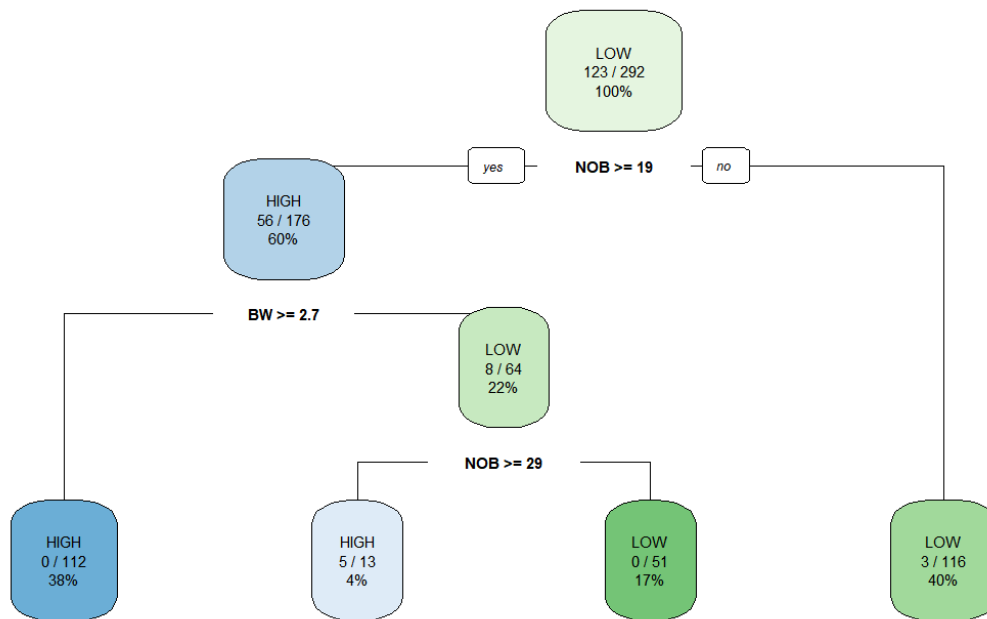 LOW
123 / 292
100%
yes
NOB >= 19
no
HIGH
56 / 176
60%
BW >= 2.7
LOW
8 / 64
22%
NOB >= 29
HIGH
0 / 112
38%
HIGH
5 / 13
4%
LOW
0 / 51
17%
LOW
3 / 116
40%